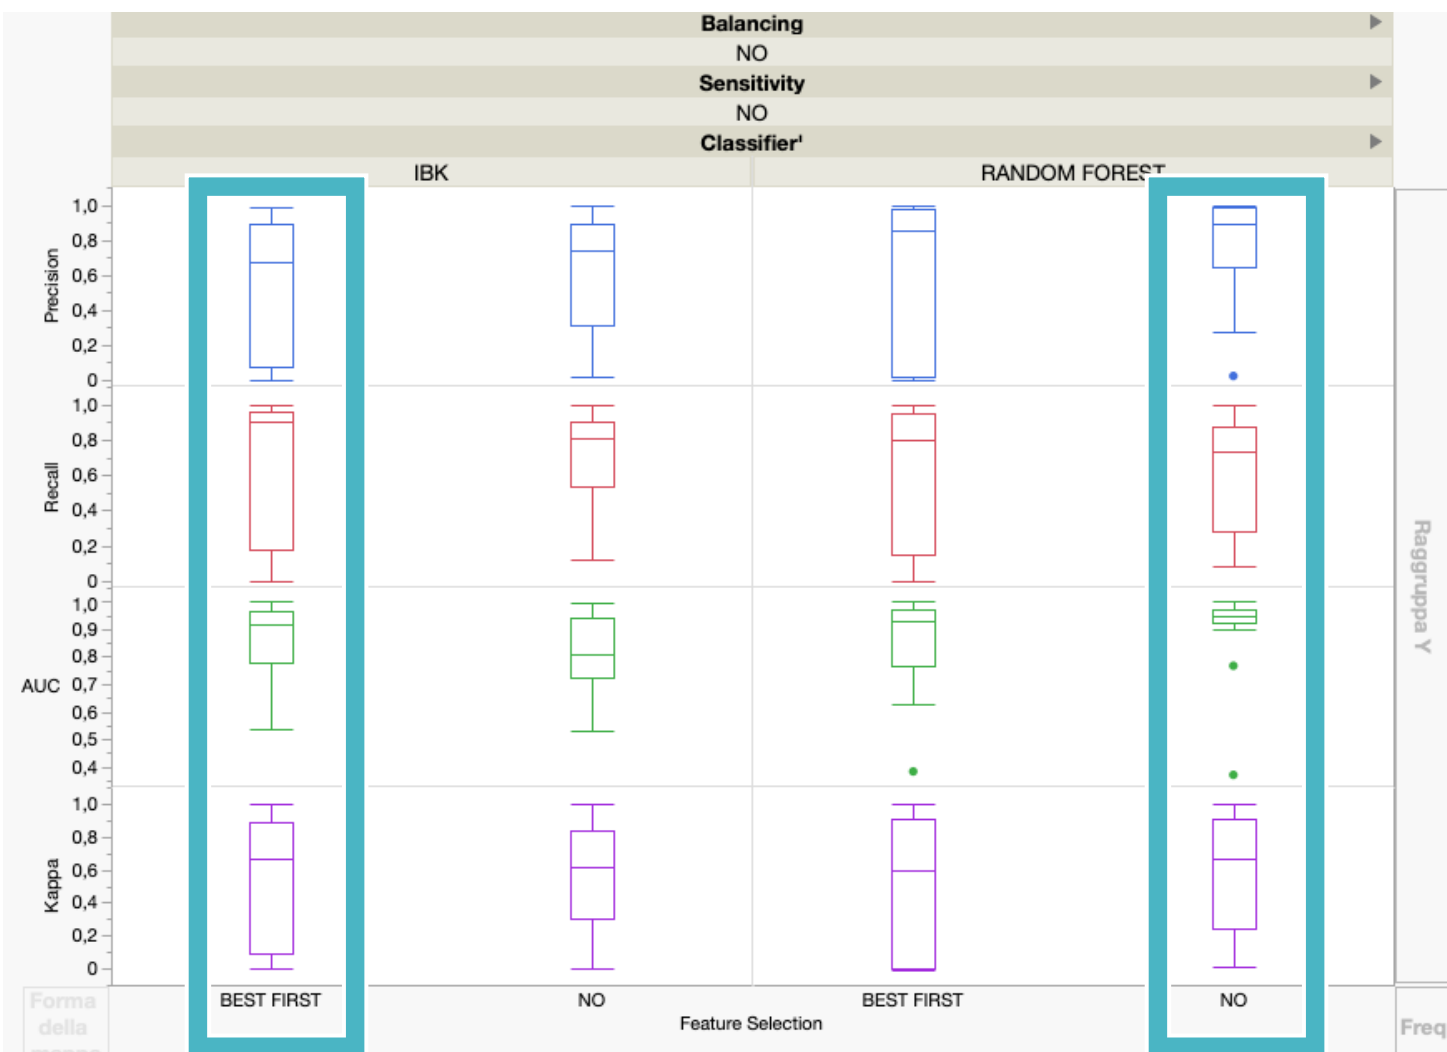 Balancing
NO
Sensitivity
NO
Classifier'
IBK RANDOM FOREST
Precision
1,0
0,8
0,6
0,4
0,2
0
Recall
1,0
0,8
0,6
0,4
0,2
0
AUC
1,0
0,9
0,8
0,7
0,6
0,5
0,4
Kappa
1,0
0,8
0,6
0,4
0,2
0
Raggruppa Y
BEST FIRST NO BEST FIRST NO
Feature Selection
Forma
della
Freq